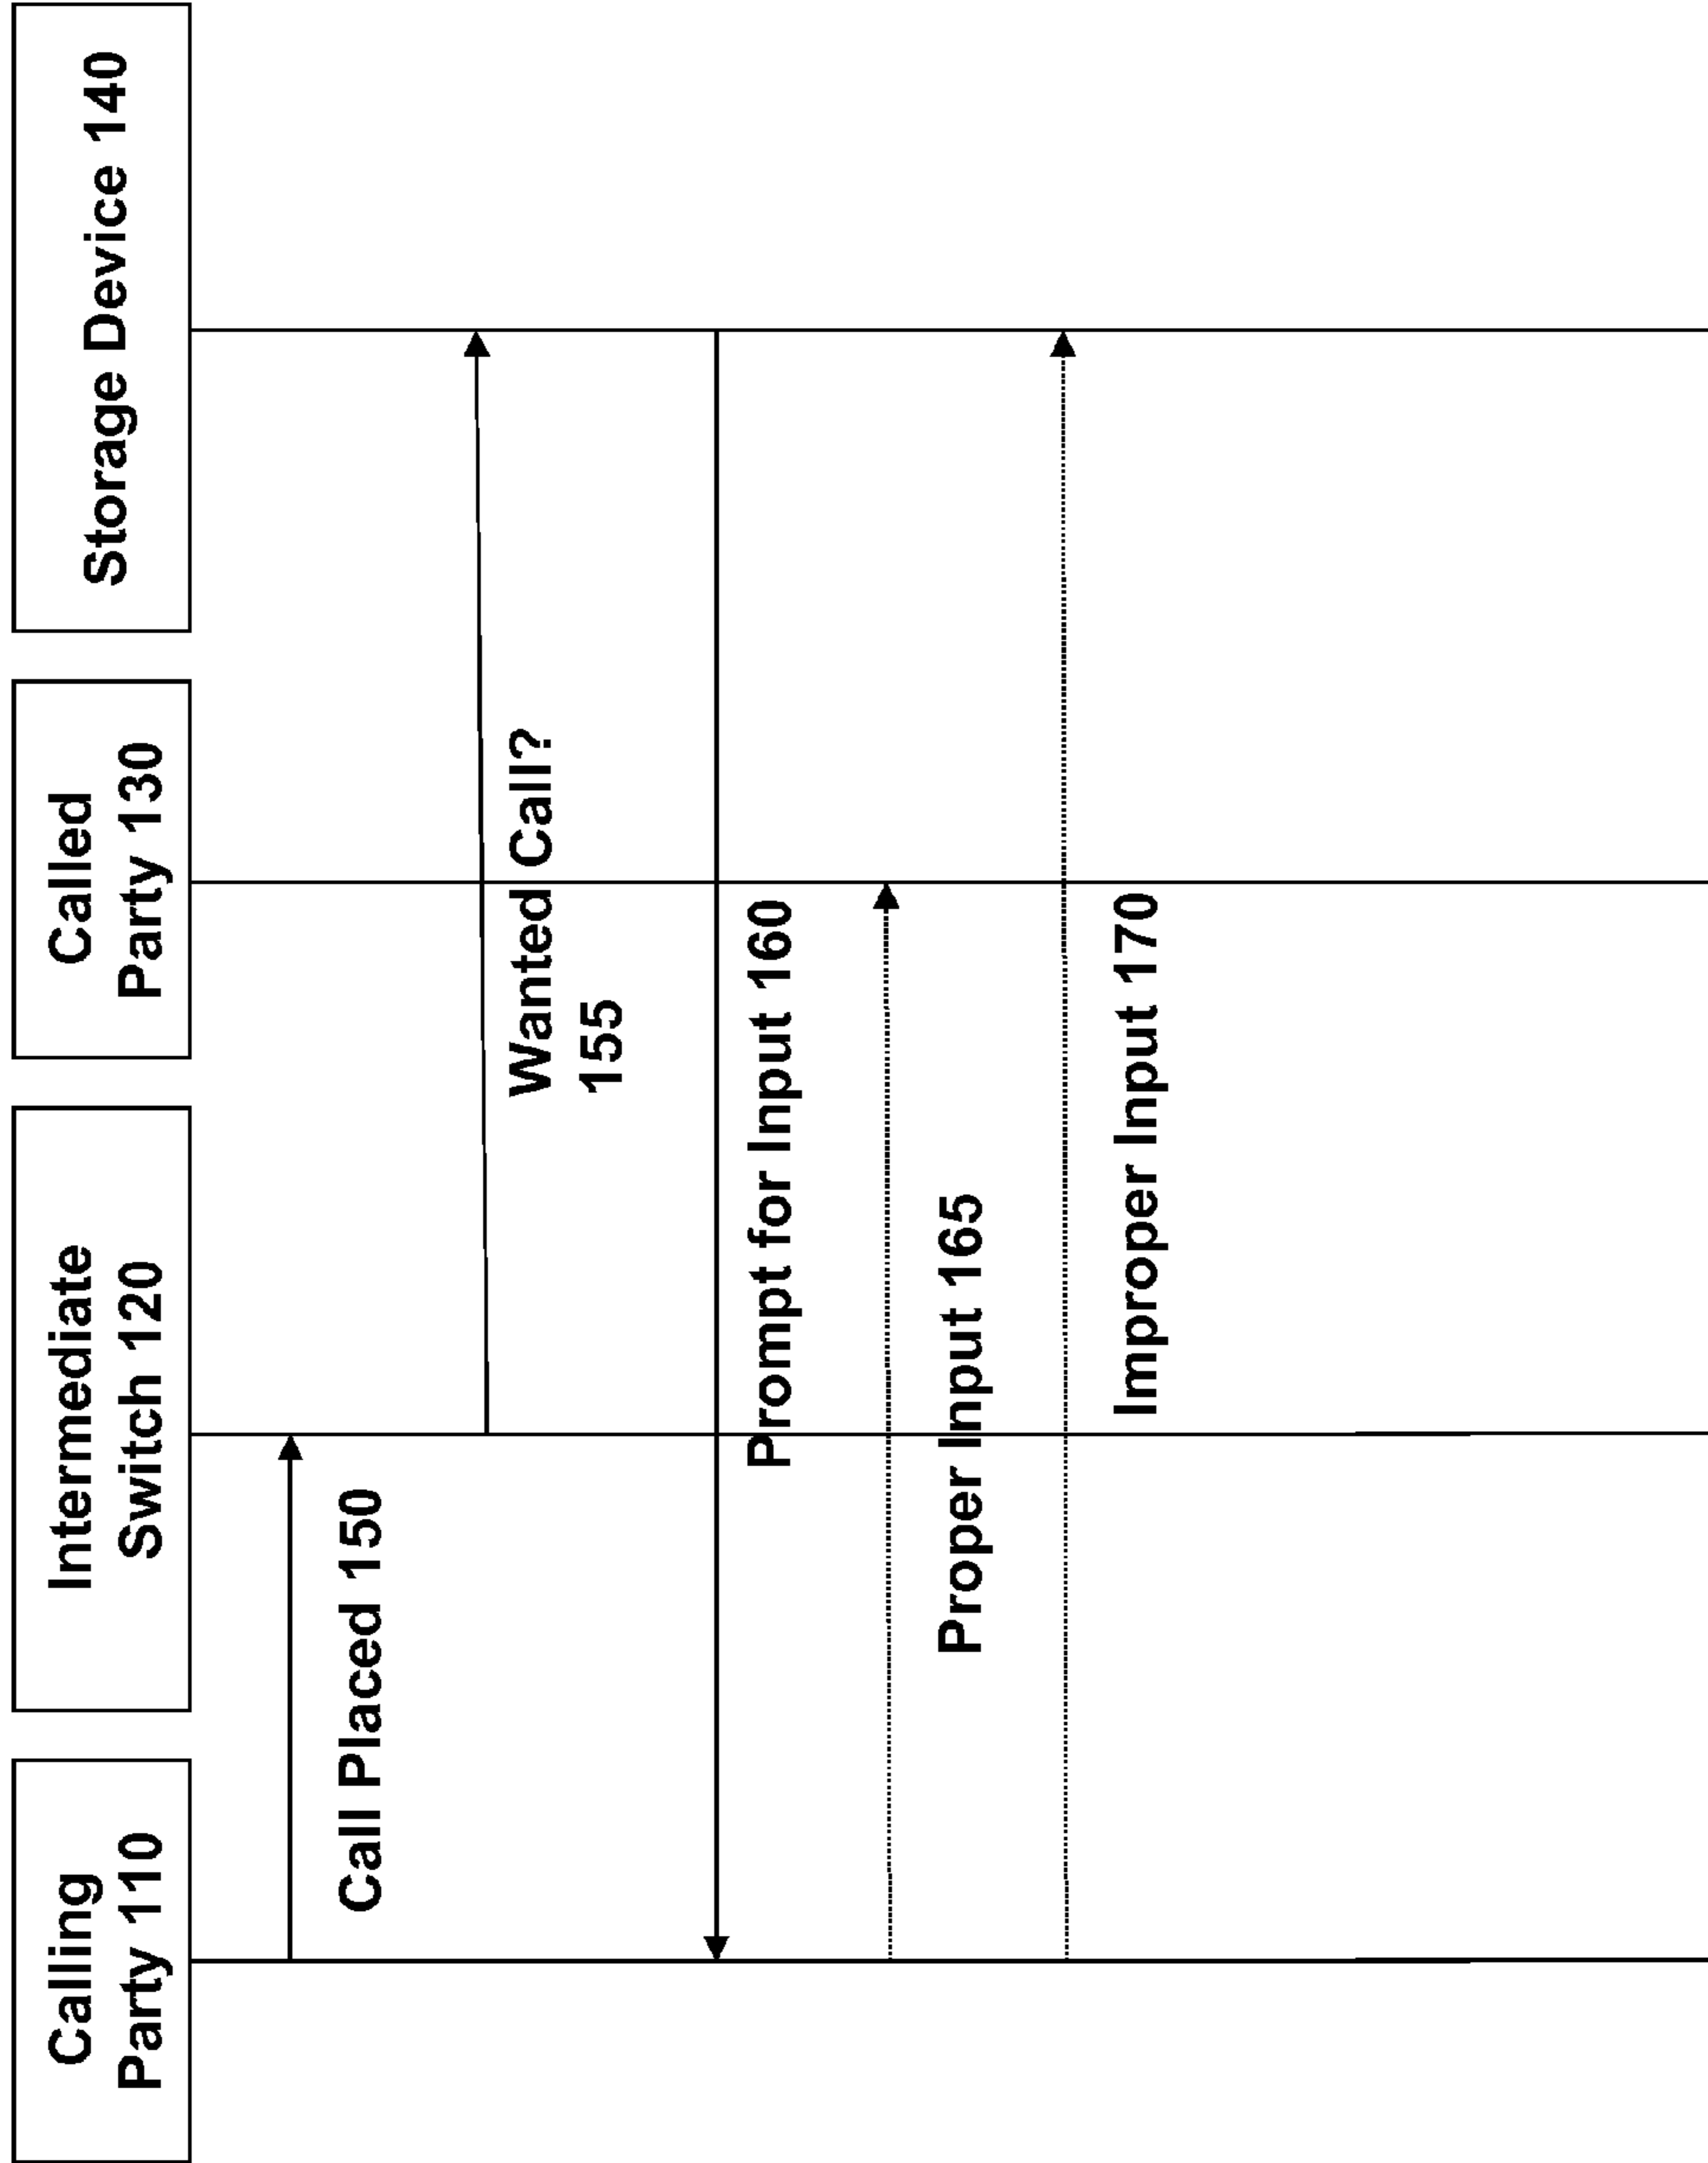 Calling
Party 110
Intermediate
Switch 120
Called
Party 130
Storage Device 140
Call Placed 150
Wanted Call?
155
Prompt for Input 160
Proper Input 165
Improper Input 170